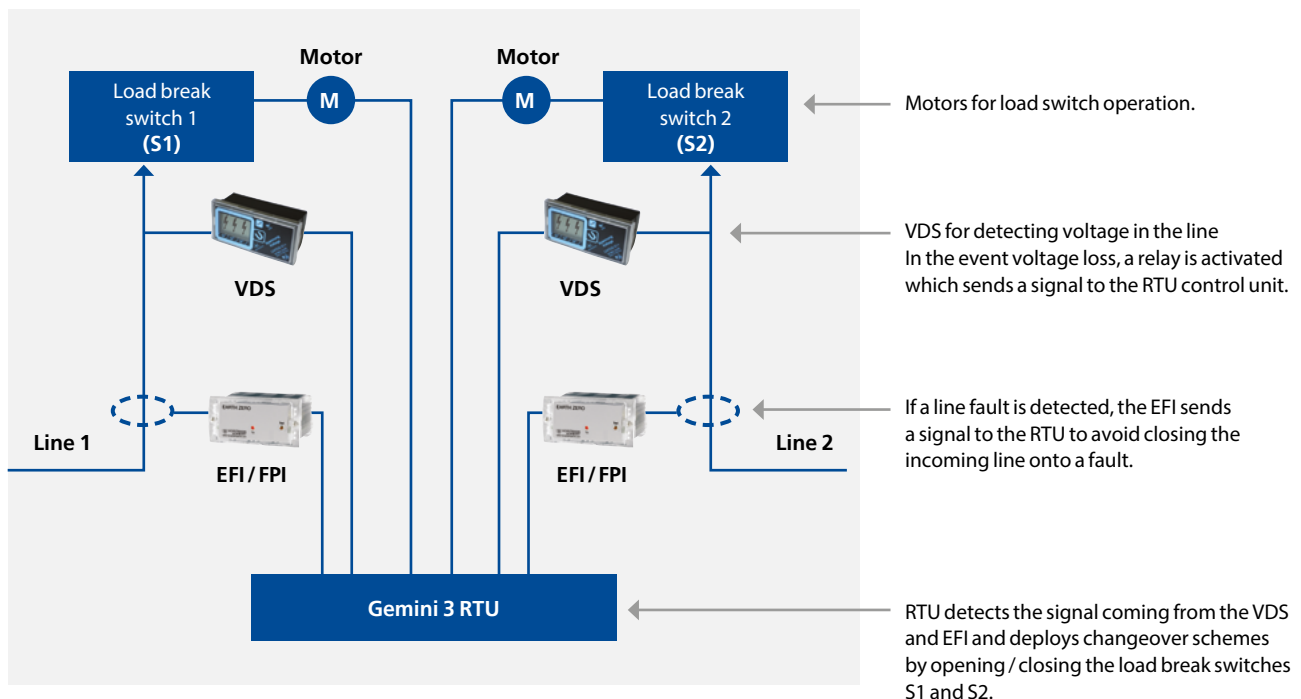 Motor
Motor
Load break
switch 1
(S1)
M
M
Load break
switch 2
(S2)
Motors for load switch operation.
VDS
VDS
VDS for detecting voltage in the line
In the event voltage loss, a relay is activated
which sends a signal to the RTU control unit.
EARTH ZERO
EARTH ZERO
Line 1
EFI / FPI
EFI / FPI
Line 2
If a line fault is detected, the EFI sends
a signal to the RTU to avoid closing the
incoming line onto a fault.
Gemini 3 RTU
RTU detects the signal coming from the VDS
and EFI and deploys changeover schemes
by opening / closing the load break switches
S1 and S2.